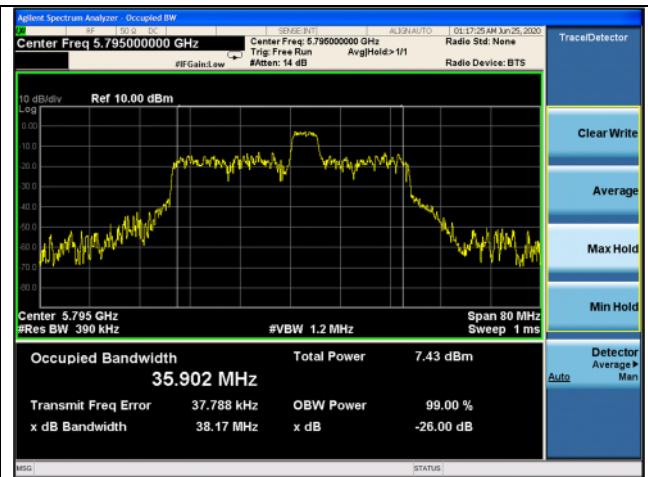 Agilent Spectrum Analyzer - Occupied BW
RF 50 Ω DC SENSE:INT ALIGN AUTO 01:17:25 AM Jun 25, 2020
Center Freq 5.795000000 GHz
Center Freq: 5.795000000 GHz
Radio Std: None
Trig: Free Run Avg|Hold:>1/1
#IFGain:Low
#Atten: 14 dB
Radio Device: BTS
Trace/Detector
10 dB/div Ref 10.00 dBm
Log
0.00
-10.0
-20.0
-30.0
-40.0
-50.0
-60.0
-70.0
-80.0
Clear Write
Average
Max Hold
Min Hold
Center 5.795 GHz
Span 80 MHz
#Res BW 390 kHz
#VBW 1.2 MHz
Sweep 1 ms
Occupied Bandwidth
35.902 MHz
Total Power 7.43 dBm
Transmit Freq Error 37.788 kHz
OBW Power 99.00 %
x dB Bandwidth 38.17 MHz
x dB -26.00 dB
Detector
Average
Auto Man
MSG
STATUS